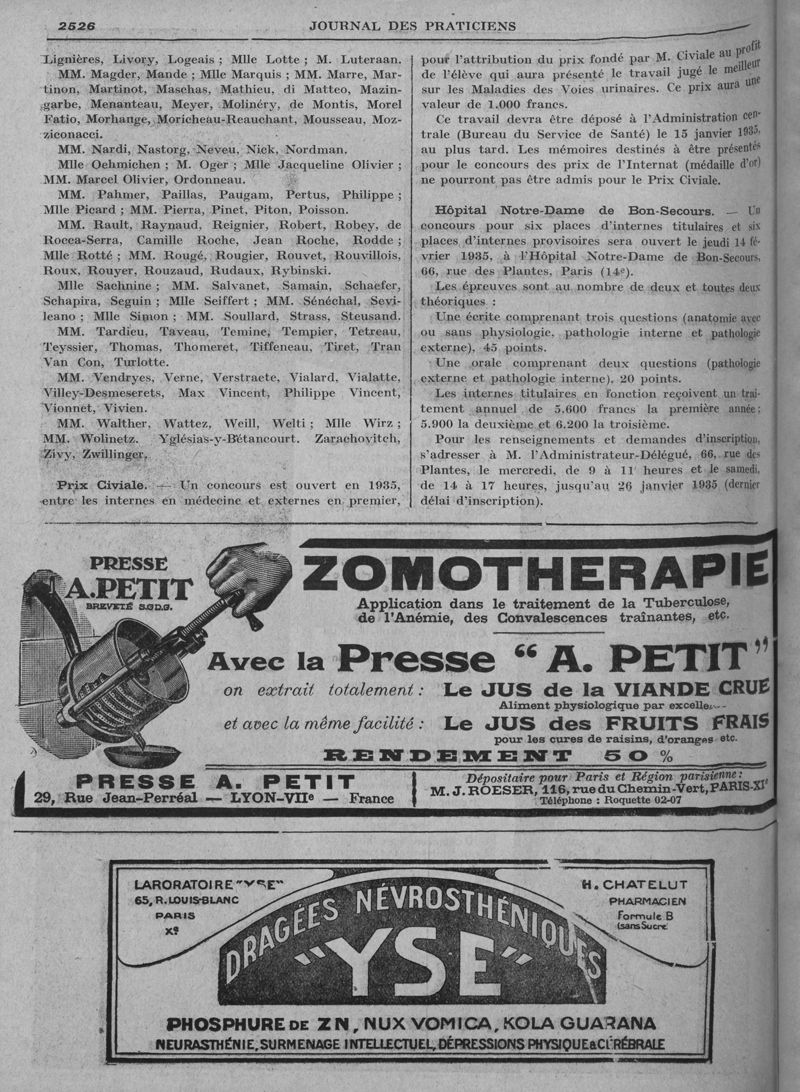 2526
JOURNAL DES PRATICIENS
Lignières, Livory, Logeais ; Mlle Lotte ; M. Luteraan.
MM. Magder, Mande ; Mlle Marquis ; MM. Marre, Mar-
tinon, Martinot, Maschas, Mathieu, di Matteo, Mazin-
garbe, Menanteau, Meyer, Molinéry, de Montis, Morel
Fatio, Morhange, Moricheau-Reauchant, Mousseau, Moz-
ziconacci.
MM. Nardi, Nastorg, Neveu, Nick, Nordman.
Mlle Oehmichen ; M. Oger ; Mlle Jacqueline Olivier ;
MM. Marcel Olivier, Ordonneau.
MM. Pahmer, Paillas, Paugam, Pertus, Philippe ;
Mlle Picard ; MM. Pierra, Pinet, Piton, Poisson.
MM. Rault, Raynaud, Reignier, Robert, Robey, de
Rocca-Serra, Camille Roche, Jean Roche, Rodde ;
Mlle Rotté ; MM. Rougé, Rougier, Rouvet, Rouvillois,
Roux, Rouyer, Rouzaud, Rudaux, Rybinski.
Mlle Sachnine ; MM. Salvanet, Samain, Schaefer,
Schapira, Seguin ; Mlle Seiffert ; MM. Sénéchal, Sevi-
leano ; Mlle Simon ; MM. Soullard, Strass, Steusand.
MM. Tardieu, Taveau, Temine, Tempier, Tetreau,
Teyssier, Thomas, Thomeret, Tiffeneau, Tiret, Tran
Van Con, Turlotte.
MM. Vendryes, Verne, Verstraete, Vialard, Vialatte,
Villey-Desmeserets, Max Vincent, Philippe Vincent,
Vionnet, Vivien.
MM. Walther, Wattez, Weill, Welti ; Mlle Wirz ;
MM. Wolinetz. Yglésias-y-Bétancourt. Zarachovitch,
Zivy, Zwillinger.
Prix Civiale. — Un concours est ouvert en 1935,
entre les internes en médecine et externes en premier,
pour l'attribution du prix fondé par M. Civiale au profit
de l'élève qui aura présenté le travail jugé le meilleur
sur les Maladies des Voies urinaires. Ce prix aura une
valeur de 1.000 francs.
Ce travail devra être déposé à l'Administration cen-
trale (Bureau du Service de Santé) le 15 janvier 1935,
au plus tard. Les mémoires destinés à être présentés
pour le concours des prix de l'Internat (médaille d'or)
ne pourront pas être admis pour le Prix Civiale.
Hôpital Notre-Dame de Bon-Secours. — Un
concours pour six places d'internes titulaires et six
places d'internes provisoires sera ouvert le jeudi 14 fé-
vrier 1935, à l'Hôpital Notre-Dame de Bon-Secours,
66, rue des Plantes, Paris (14e).
Les épreuves sont au nombre de deux et toutes deux
théoriques :
Une écrite comprenant trois questions (anatomie avec
ou sans physiologie, pathologie interne et pathologie
externe), 45 points.
Une orale comprenant deux questions (pathologie
externe et pathologie interne), 20 points.
Les internes titulaires en fonction reçoivent un trai-
tement annuel de 5.600 francs la première année ;
5.900 la deuxième et 6.200 la troisième.
Pour les renseignements et demandes d'inscription,
s'adresser à M. l'Administrateur-Délégué, 66, rue des
Plantes, le mercredi, de 9 à 11 heures et le samedi,
de 14 à 17 heures, jusqu'au 26 janvier 1935 (dernier
délai d'inscription).
PRESSE
A. PETIT
BREVETÉ S.G.D.G.
ZOMOTHERAPIE
Application dans le traitement de la Tuberculose,
de l'Anémie, des Convalescences traînantes, etc.
Avec la Presse “ A. PETIT ”
on extrait totalement : Le JUS de la VIANDE CRUE
Aliment physiologique par
et avec la même facilité : Le JUS des FRUITS FRAIS
pour les cures de raisins, d'oranges etc.
RENDEMENT 50 %
PRESSE A. PETIT
29, Rue Jean-Perréal — LYON-VIIe — France
Dépositaire pour Paris et Région parisienne :
M. J. ROESER, 116, rue du Chemin-Vert, PARIS-XIe
Téléphone : Roquette 02-07
LARORATOIRE "YSE"
65, R. LOUIS-BLANC
PARIS
Xe
H. CHATELUT
PHARMACIEN
Formule B
(sans Sucre)
DRAGÉES NÉVROSTHÉNIQUES
"YSE"
PHOSPHURE DE ZN, NUX VOMICA, KOLA GUARANA
NEURASTHÉNIE, SURMENAGE INTELLECTUEL, DÉPRESSIONS PHYSIQUE & CÉRÉBRALE